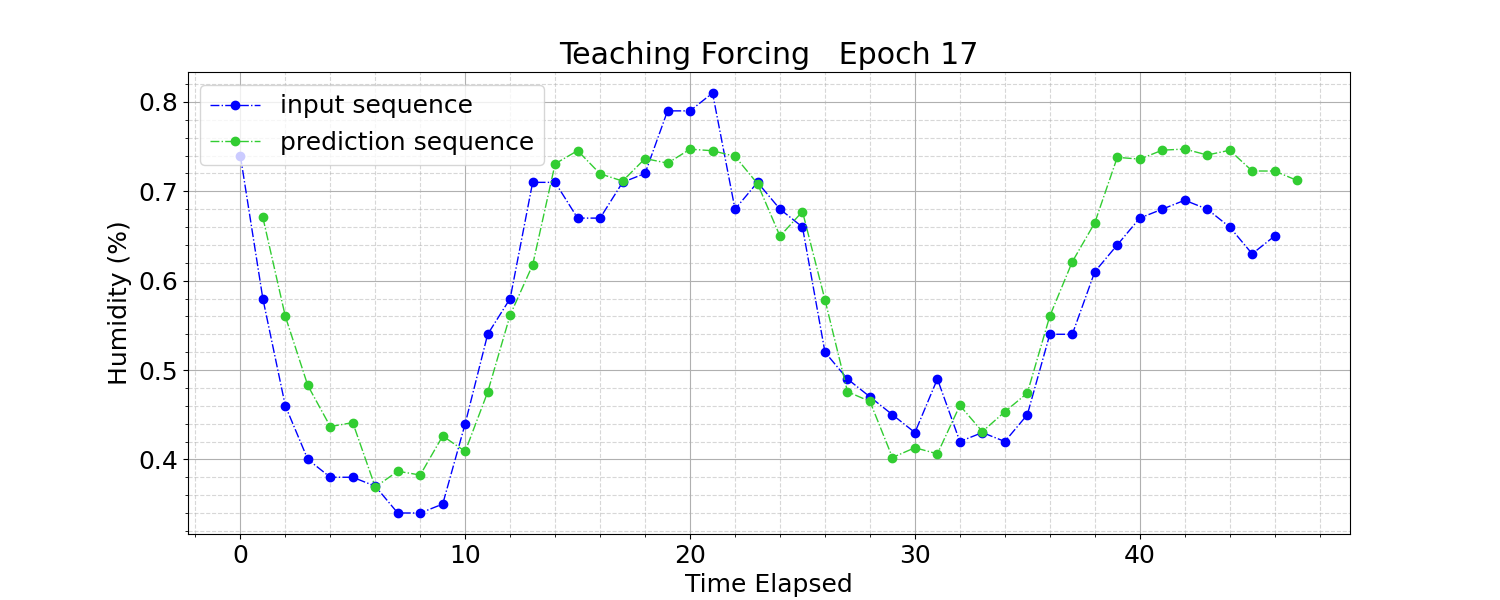 Teaching Forcing   Epoch 17
input sequence
prediction sequence
Humidity (%)
0.8
0.7
0.6
0.5
0.4
0 10 20 30 40
Time Elapsed